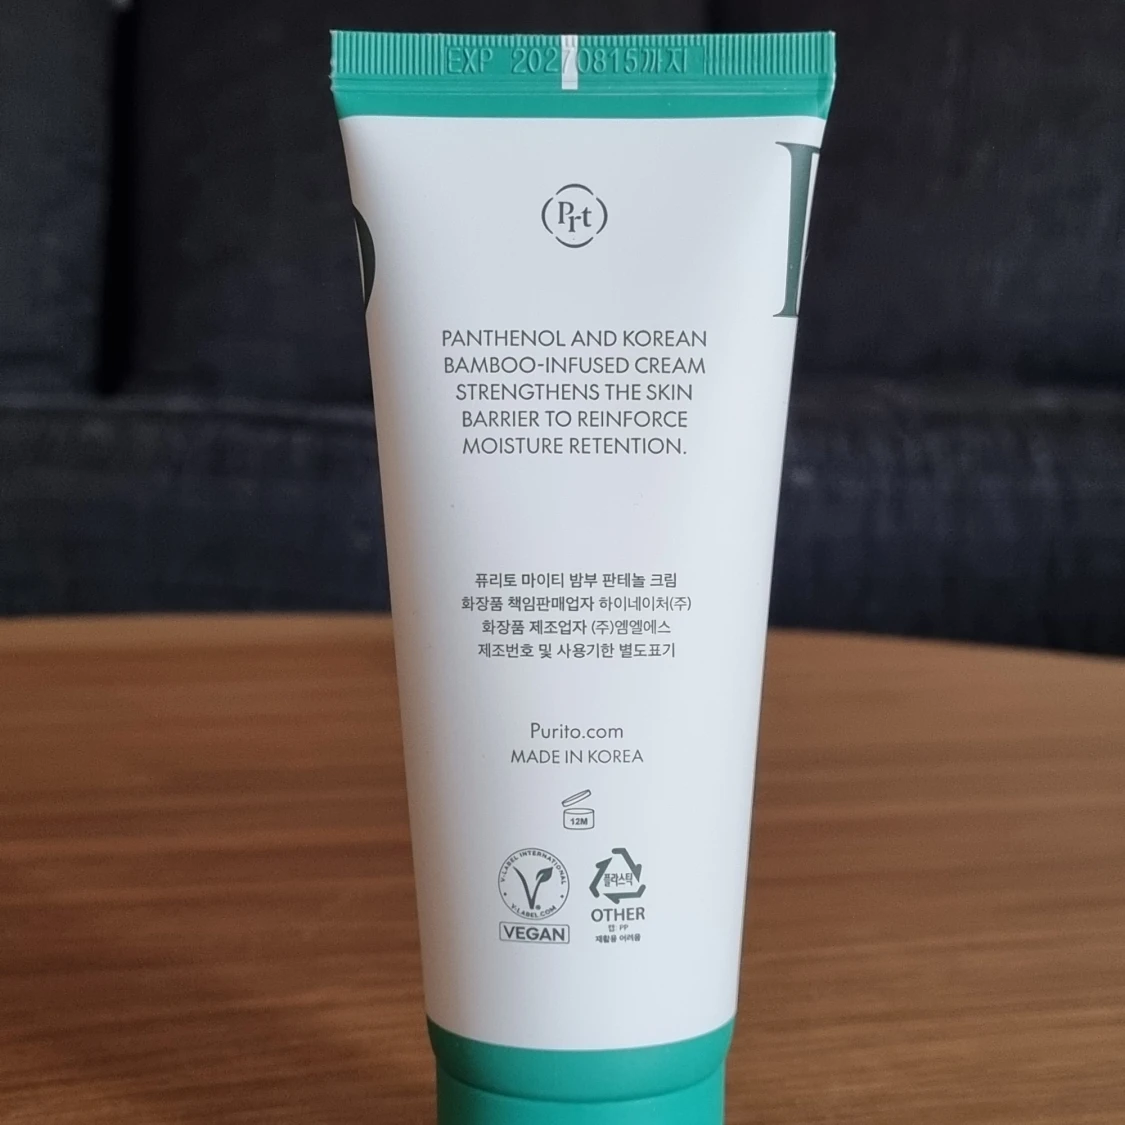 EXP 20270815까지
Prt
PANTHENOL AND KOREAN
BAMBOO-INFUSED CREAM
STRENGTHENS THE SKIN
BARRIER TO REINFORCE
MOISTURE RETENTION.
퓨리토 마이티 밤부 판테놀 크림
화장품 책임판매업자 하이네이처(주)
화장품 제조업자 (주)엠엘에스
제조번호 및 사용기한 별도표기
Purito.com
MADE IN KOREA
12M
V-LABEL INTERNATIONAL
V-LABEL.COM
VEGAN
플라스틱
OTHER
캡: PP
재활용 어려움